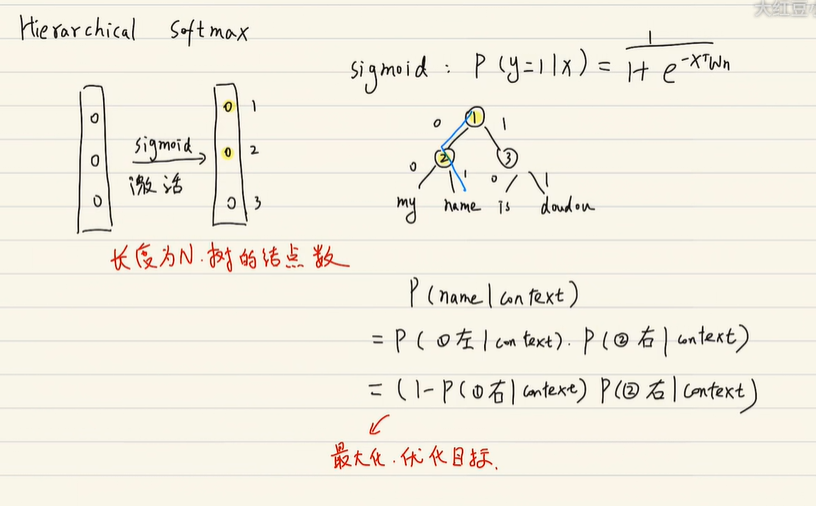 大红豆
Hierarchical Softmax
sigmoid : P(y=1|x) = 1 / (1+e^{-x^T w_n})
0 0 1
sigmoid
激活
0 0 2
0 0 3
0 ① 1
0 ② 1 0 ③ 1
my name is doudou
长度为N.树的结点数
P(name|context)
= P(①左|context). P(②右|context)
= (1-P(①右|context) P(②右|context)
最大化.优化目标.